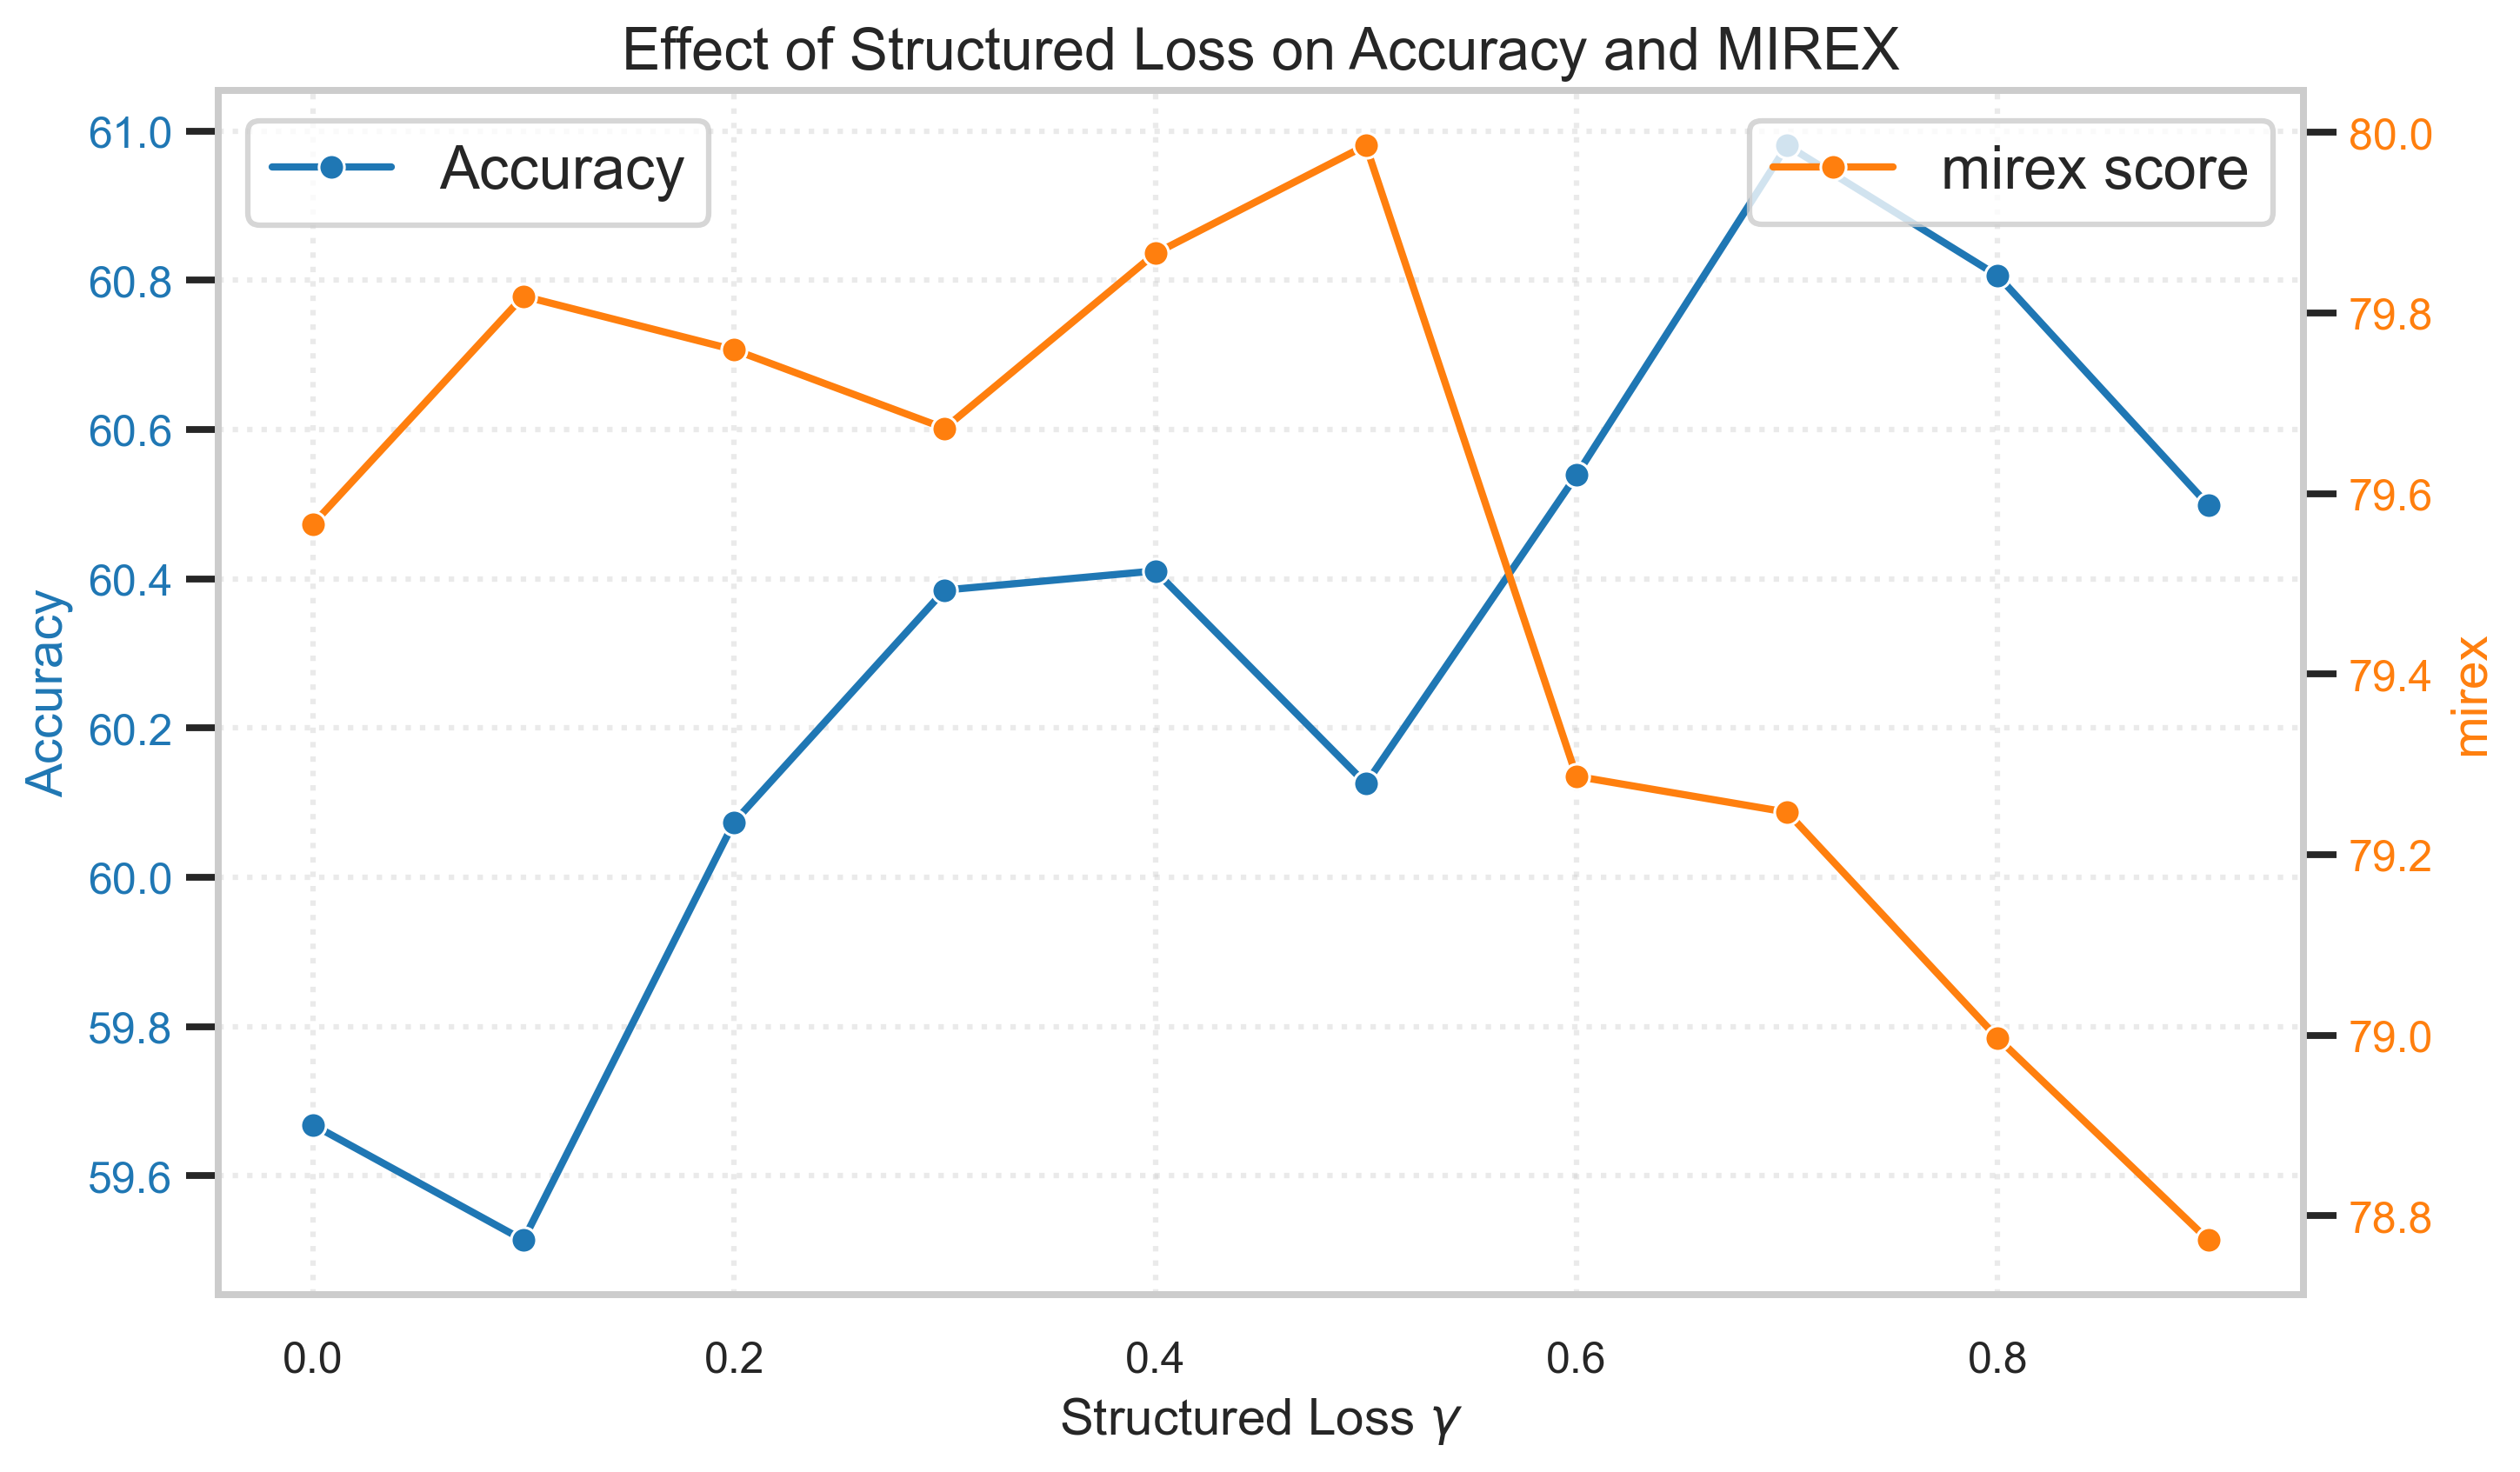 Effect of Structured Loss on Accuracy and MIREX
Accuracy
mirex score
61.0
60.8
60.6
60.4
60.2
60.0
59.8
59.6
Accuracy
80.0
79.8
79.6
79.4
79.2
79.0
78.8
mirex
0.0 0.2 0.4 0.6 0.8
Structured Loss γ